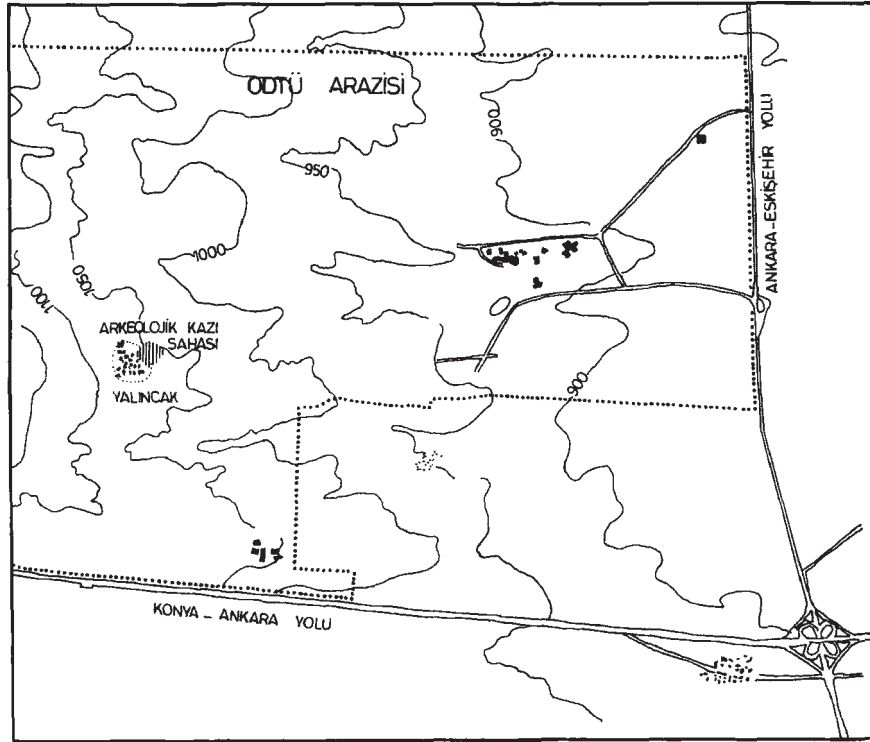 ODTÜ ARAZİSİ
900
950
ANKARA-ESKİŞEHİR YOLU
1000
1050
1100
ARKEOLOJİK KAZI
SAHASI
YALINCAK
900
KONYA - ANKARA YOLU